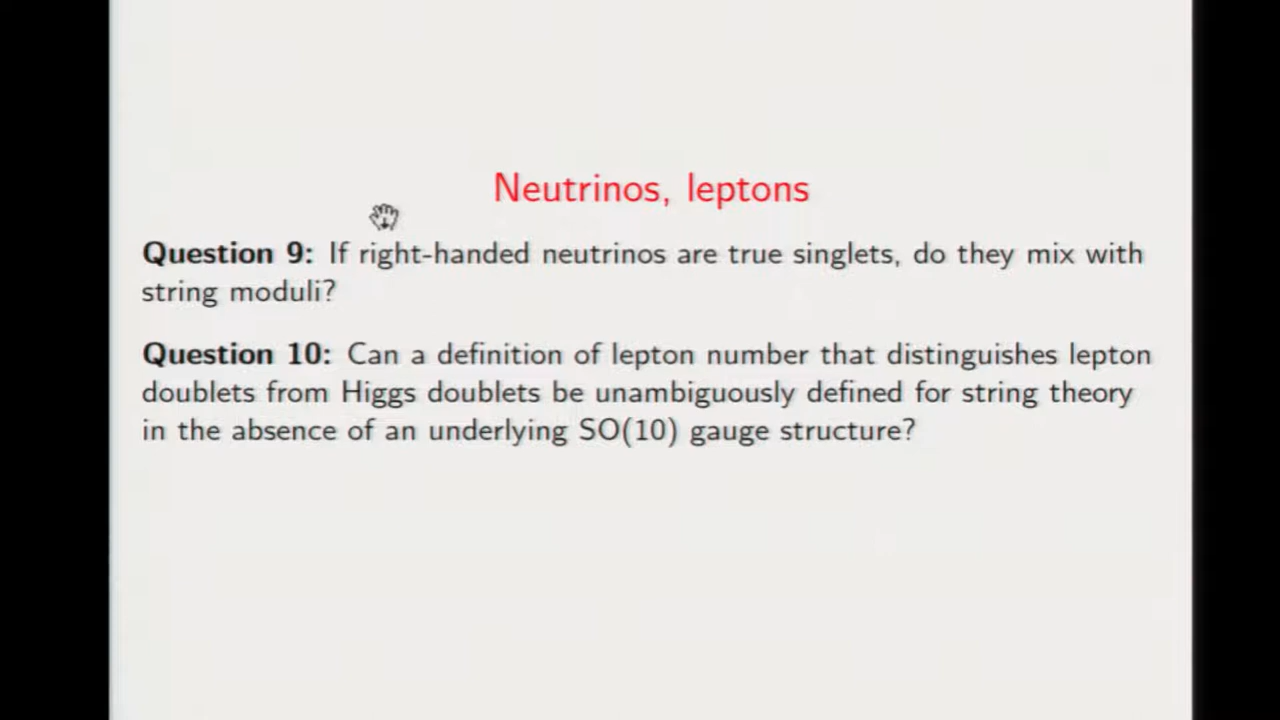 Neutrinos, leptons
Question 9: If right-handed neutrinos are true singlets, do they mix with
string moduli?
Question 10: Can a definition of lepton number that distinguishes lepton
doublets from Higgs doublets be unambiguously defined for string theory
in the absence of an underlying SO(10) gauge structure?